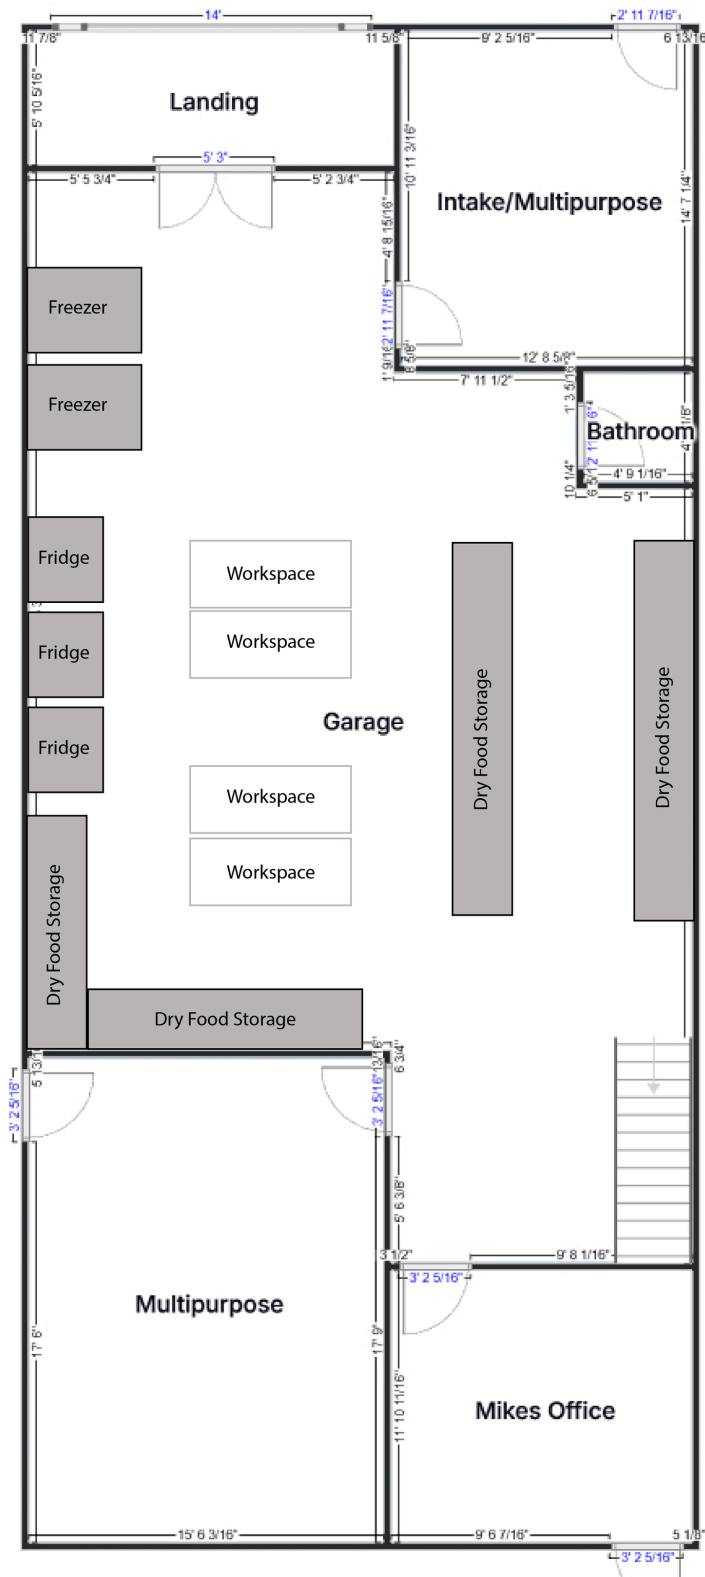 14'
2' 11 7/16"
11 7/8"
11 5/8"
9' 2 5/16"
6 13/16
5' 10 5/16"
Landing
10' 11 3/16"
14' 7 1/4"
5' 3"
5' 5 3/4"
5' 2 3/4"
Intake/Multipurpose
4' 8 15/16"
2' 11 7/16"
Freezer
12' 8 5/8"
7' 11 1/2"
Freezer
1' 3 5/16"
Bathroom
4' 9 1/16"
10 1/4"
5' 1"
Fridge
Workspace
Fridge
Workspace
Dry Food Storage
Dry Food Storage
Garage
Fridge
Workspace
Workspace
Dry Food Storage
Dry Food Storage
6 3/4"
3' 2 5/16"
3' 2 5/16"
5' 6 3/8"
3 1/2"
9' 8 1/16"
3' 2 5/16"
Multipurpose
17' 6"
17' 9"
11' 10 11/16"
Mikes Office
15' 6 3/16"
9' 6 7/16"
5 1/8"
3' 2 5/16"